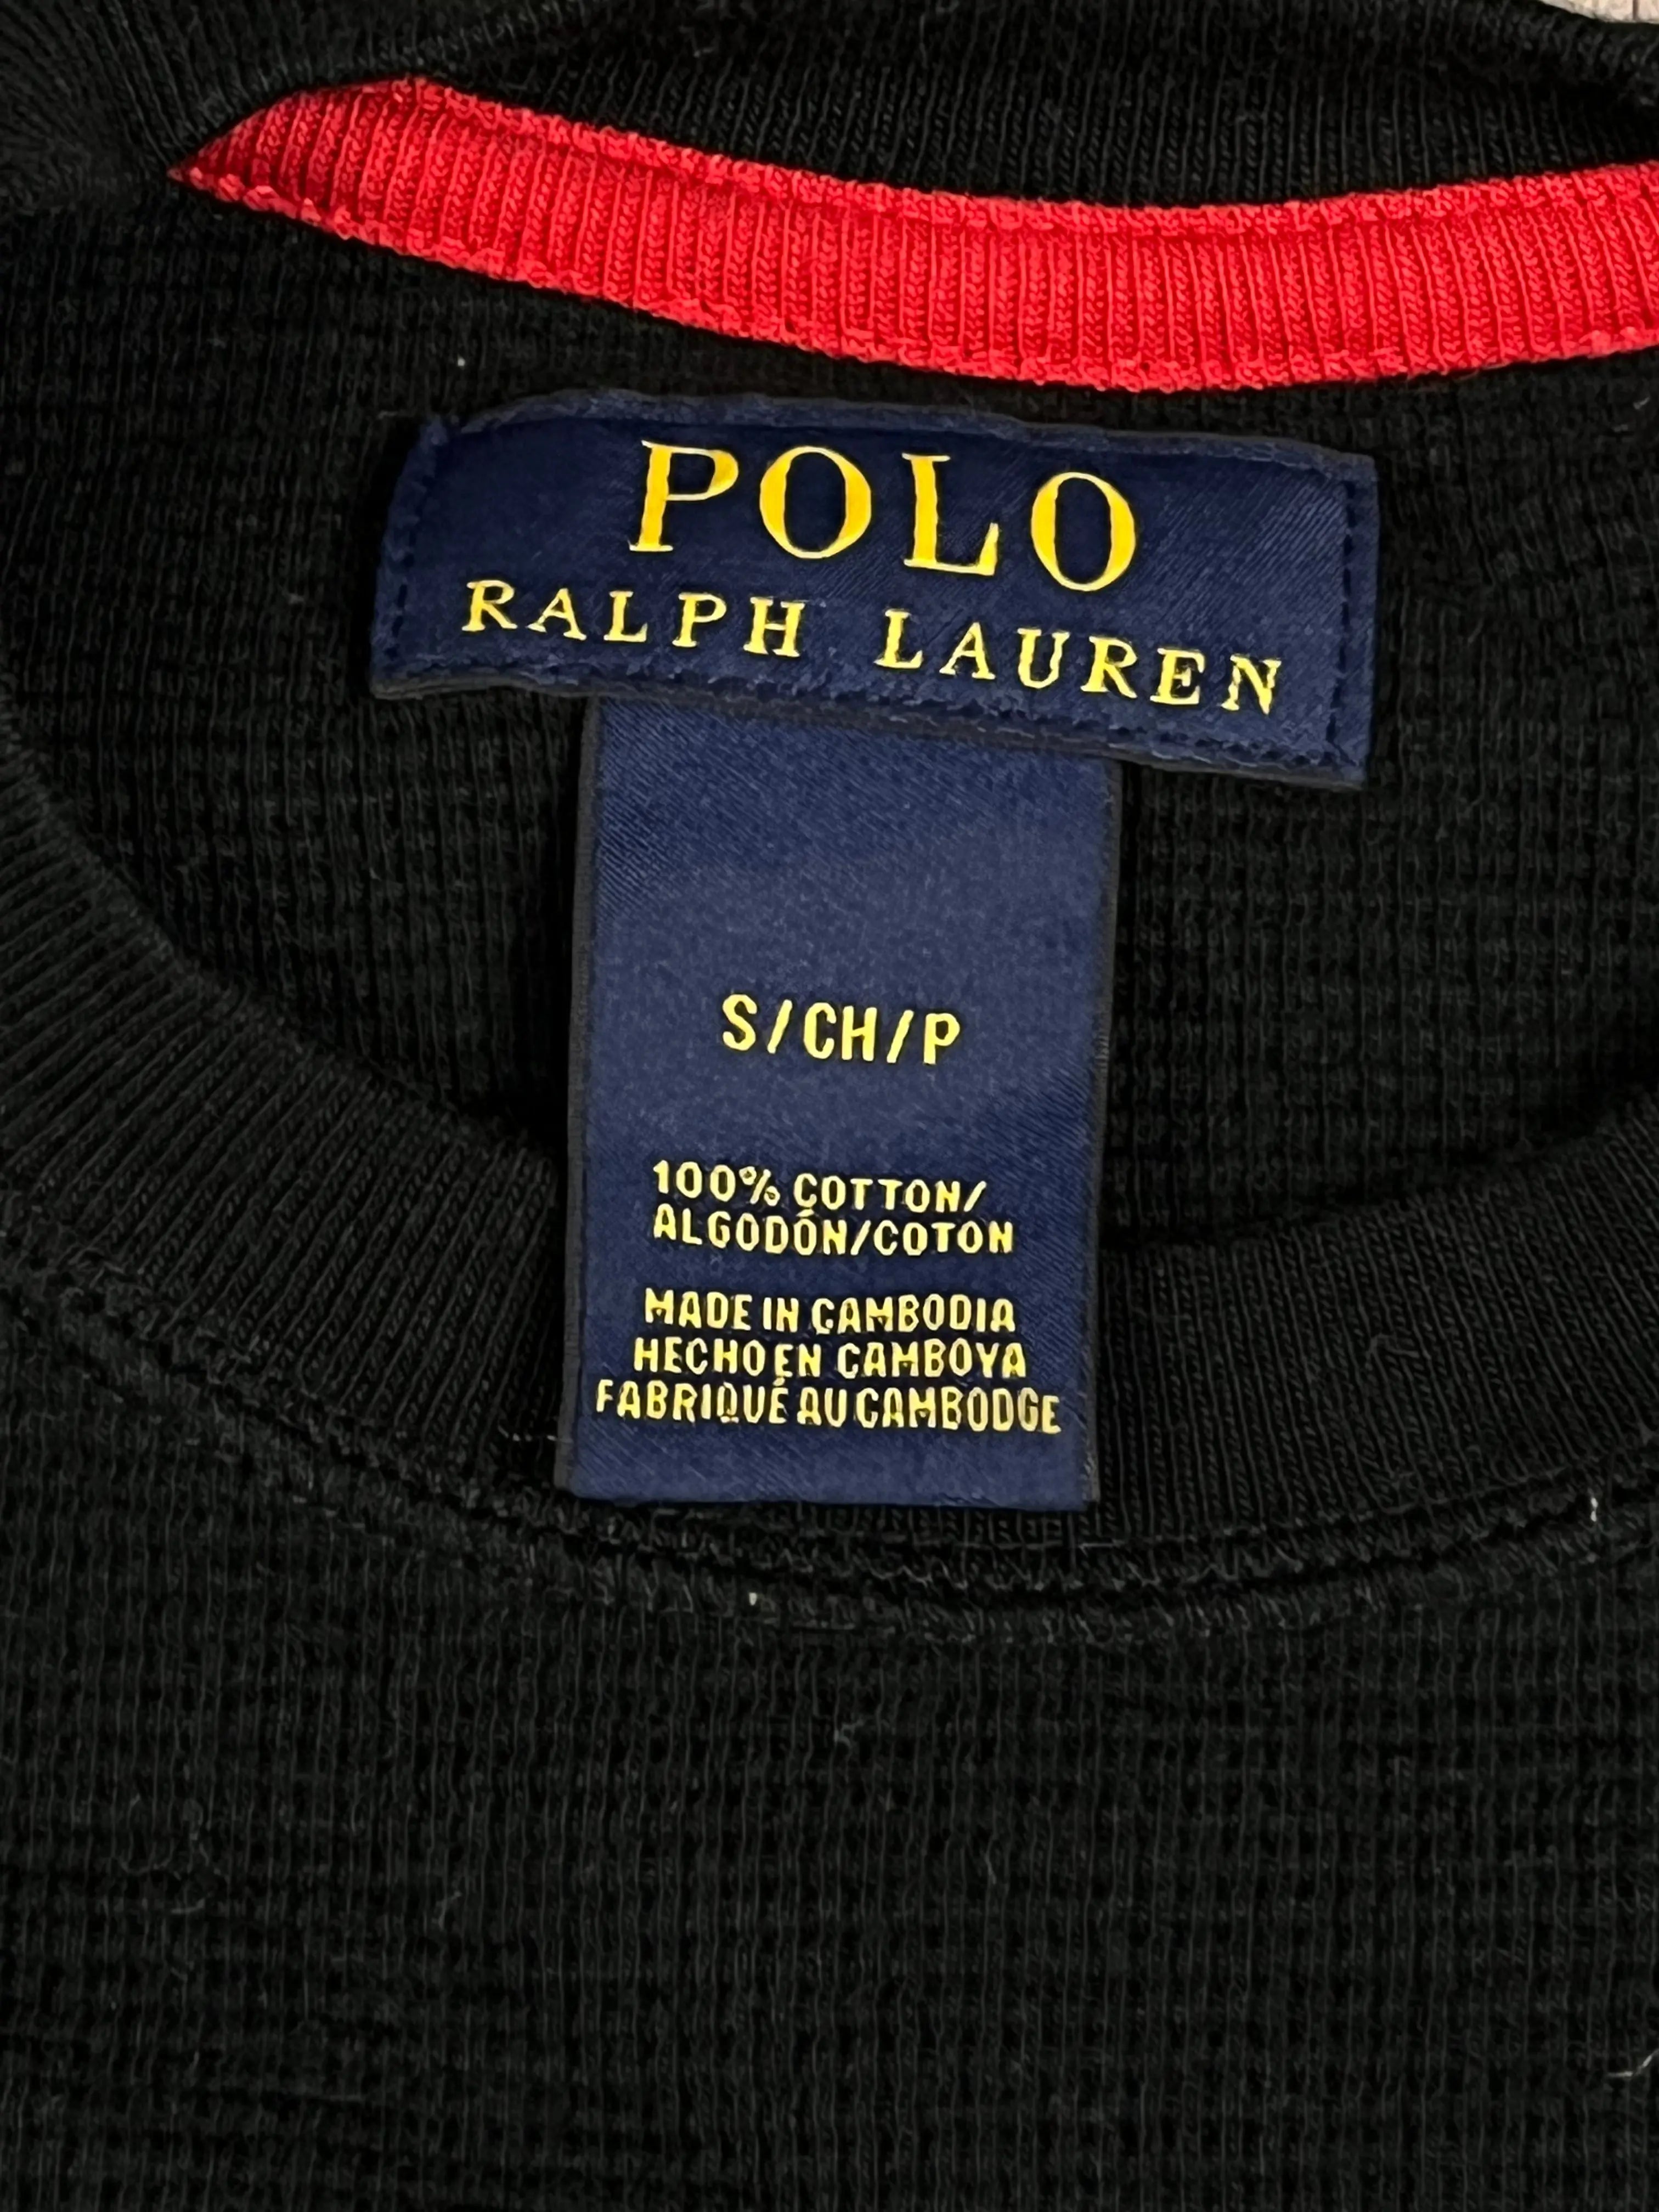 POLO
RALPH LAUREN
S/CH/P
100% COTTON/
ALGODÓN/COTON
MADE IN CAMBODIA
HECHO EN CAMBOYA
FABRIQUÉ AU CAMBODGE